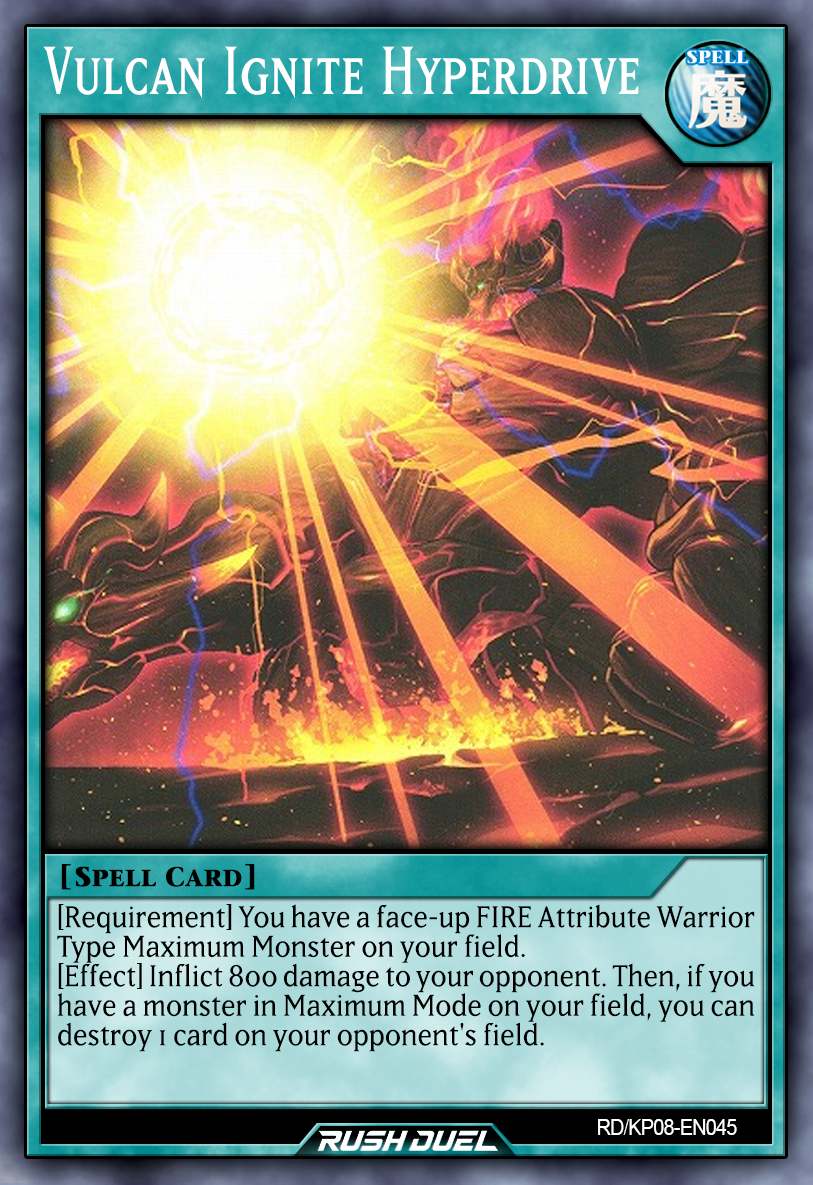 Vulcan Ignite Hyperdrive
SPELL
魔
[Spell Card]
[Requirement] You have a face-up FIRE Attribute Warrior
Type Maximum Monster on your field.
[Effect] Inflict 800 damage to your opponent. Then, if you
have a monster in Maximum Mode on your field, you can
destroy 1 card on your opponent's field.
RD/KP08-EN045
RUSH DUEL